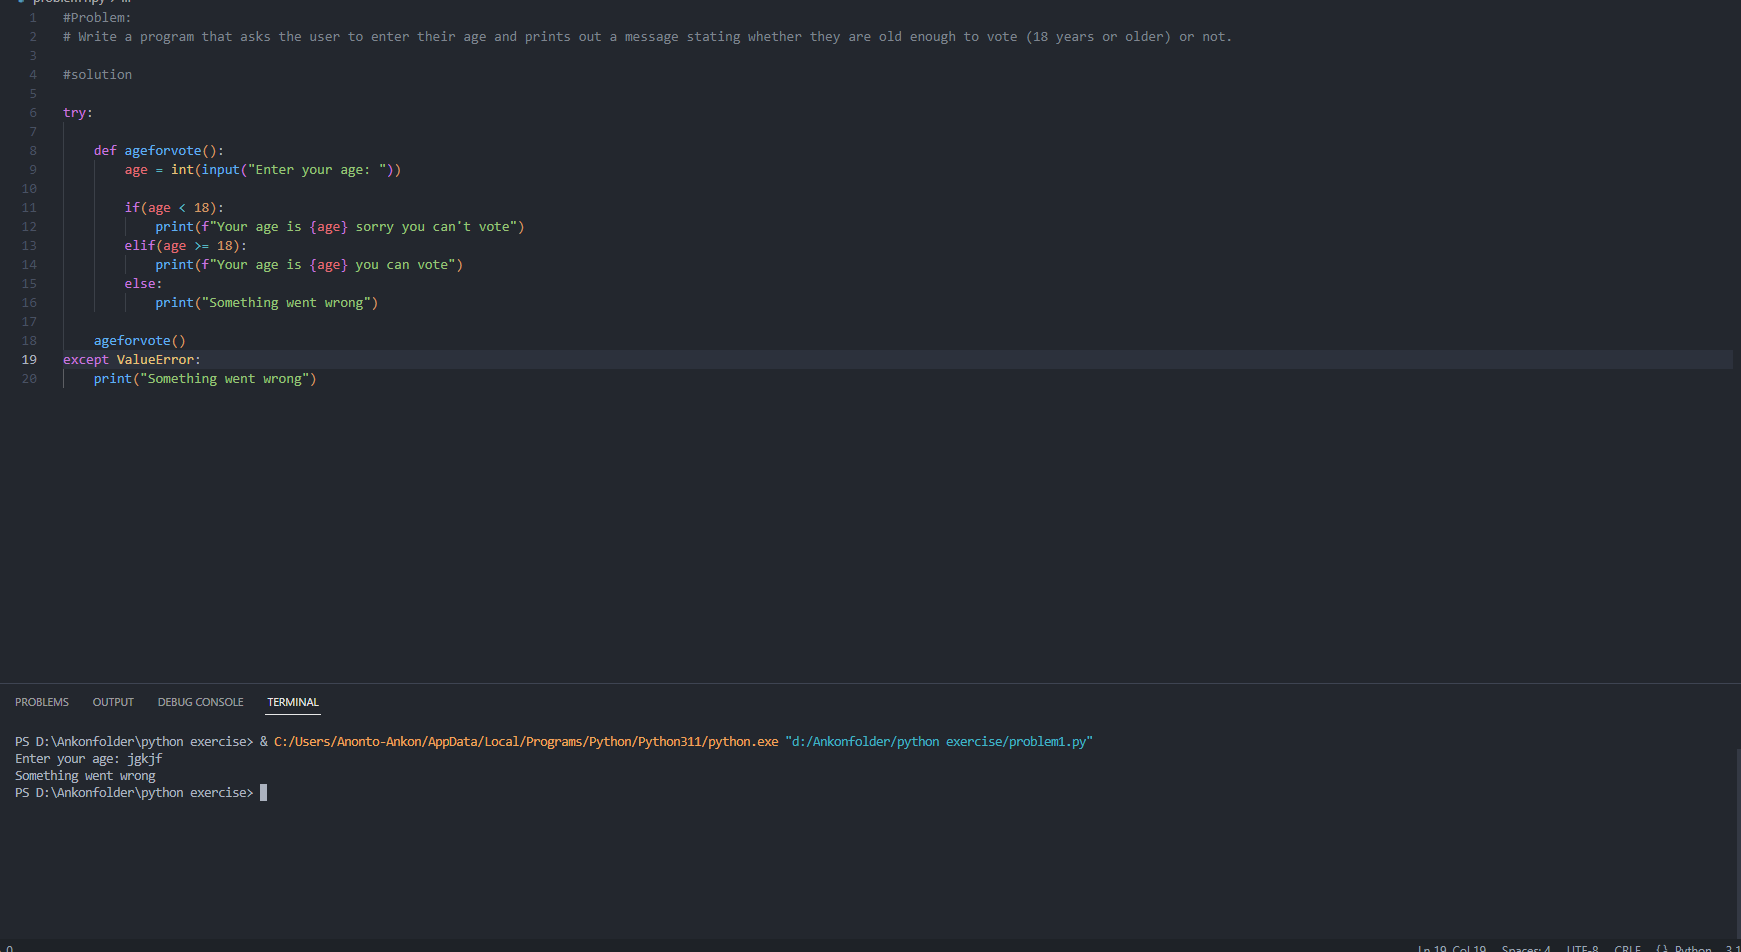 1 #Problem:
2 # Write a program that asks the user to enter their age and prints out a message stating whether they are old enough to vote (18 years or older) or not.
3
4 #solution
5
6 try:
7
8     def ageforvote():
9         age = int(input("Enter your age: "))
10
11         if(age < 18):
12             print(f"Your age is {age} sorry you can't vote")
13         elif(age >= 18):
14             print(f"Your age is {age} you can vote")
15         else:
16             print("Something went wrong")
17
18     ageforvote()
19 except ValueError:
20     print("Something went wrong")
PROBLEMS OUTPUT DEBUG CONSOLE TERMINAL
PS D:\Ankonfolder\python exercise> & C:/Users/Anonto-Ankon/AppData/Local/Programs/Python/Python311/python.exe "d:/Ankonfolder/python exercise/problem1.py"
Enter your age: jgkjf
Something went wrong
PS D:\Ankonfolder\python exercise>
0 Ln 19, Col 19 Spaces: 4 UTF-8 CRLF {} Python